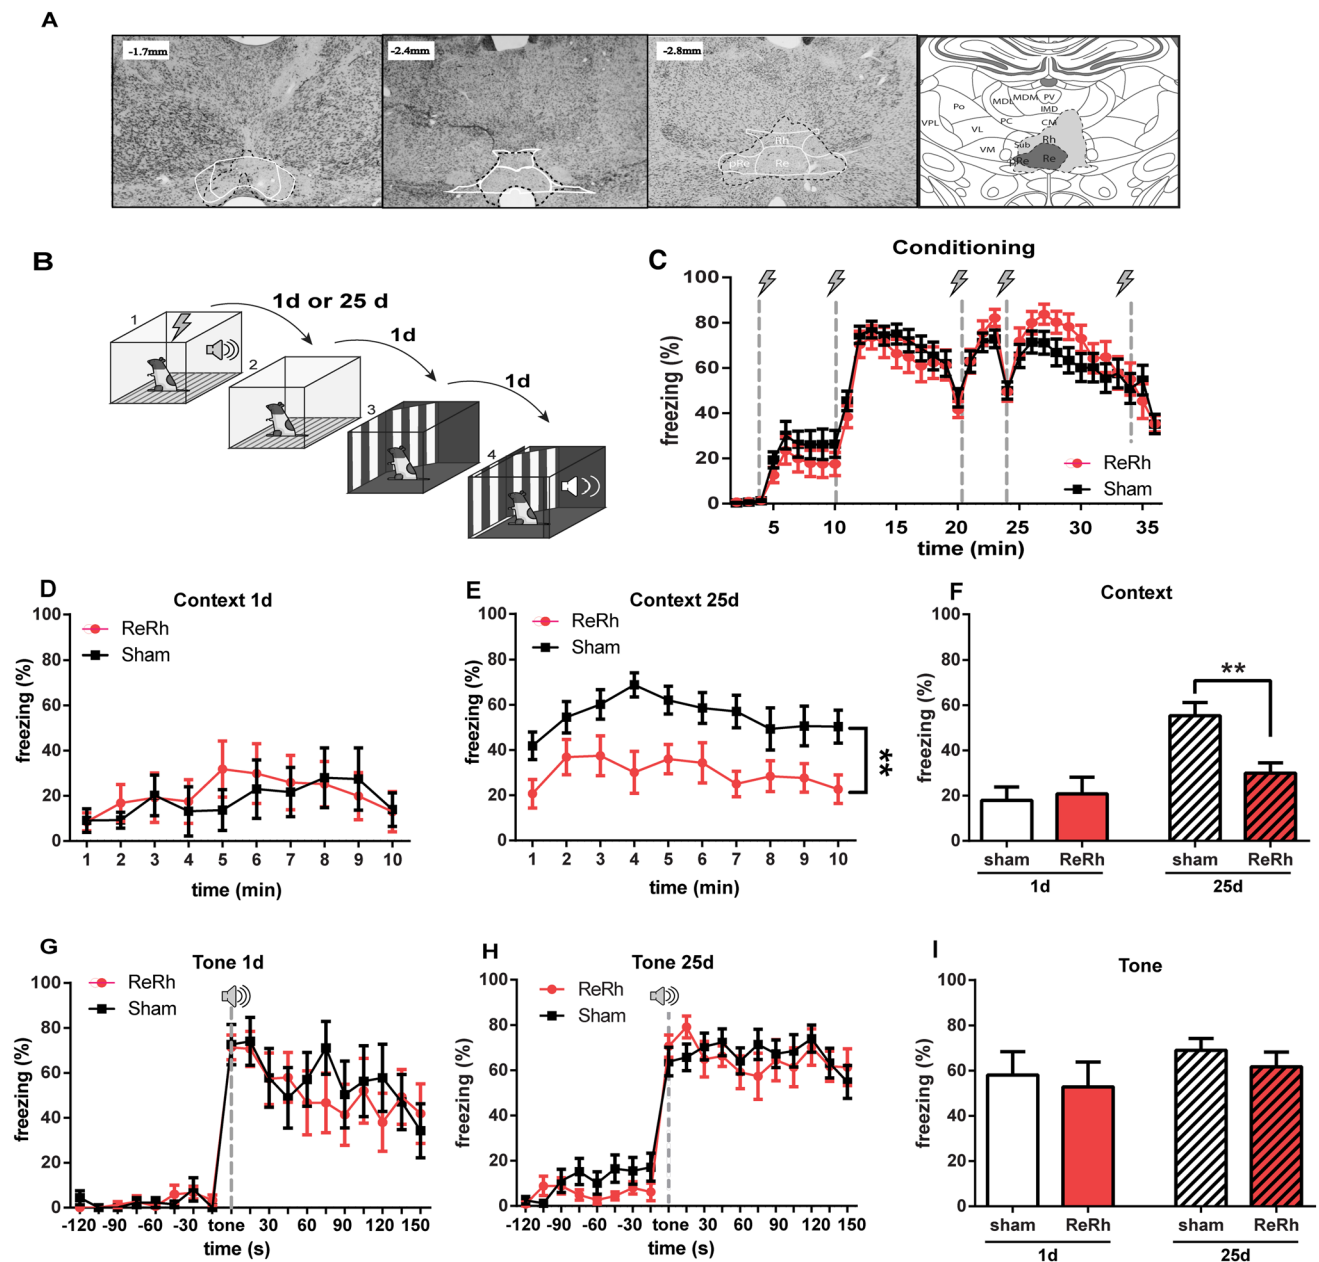 A
-1.7mm
-2.4mm
-2.8mm
Rh
pRe
Re
Po
MDL
MDM
PV
IMD
VPL
PC
CM
VL
VM
Sub
Rh
pRe
Re
B
1d or 25 d
1d
1d
1
2
3
4
C
Conditioning
freezing (%)
100
80
60
40
20
0
5
10
15
20
25
30
35
time (min)
ReRh
Sham
D
Context 1d
ReRh
Sham
freezing (%)
100
80
60
40
20
0
1 2 3 4 5 6 7 8 9 10
time (min)
E
Context 25d
ReRh
Sham
freezing (%)
100
80
60
40
20
0
1 2 3 4 5 6 7 8 9 10
time (min)
**
F
Context
freezing (%)
100
80
60
40
20
0
**
sham ReRh sham ReRh
1d 25d
G
Tone 1d
ReRh
Sham
freezing (%)
100
80
60
40
20
0
-120 -90 -60 -30 tone 30 60 90 120 150
time (s)
H
Tone 25d
ReRh
Sham
freezing (%)
100
80
60
40
20
0
-120 -90 -60 -30 tone 30 60 90 120 150
time (s)
I
Tone
freezing (%)
100
80
60
40
20
0
sham ReRh sham ReRh
1d 25d